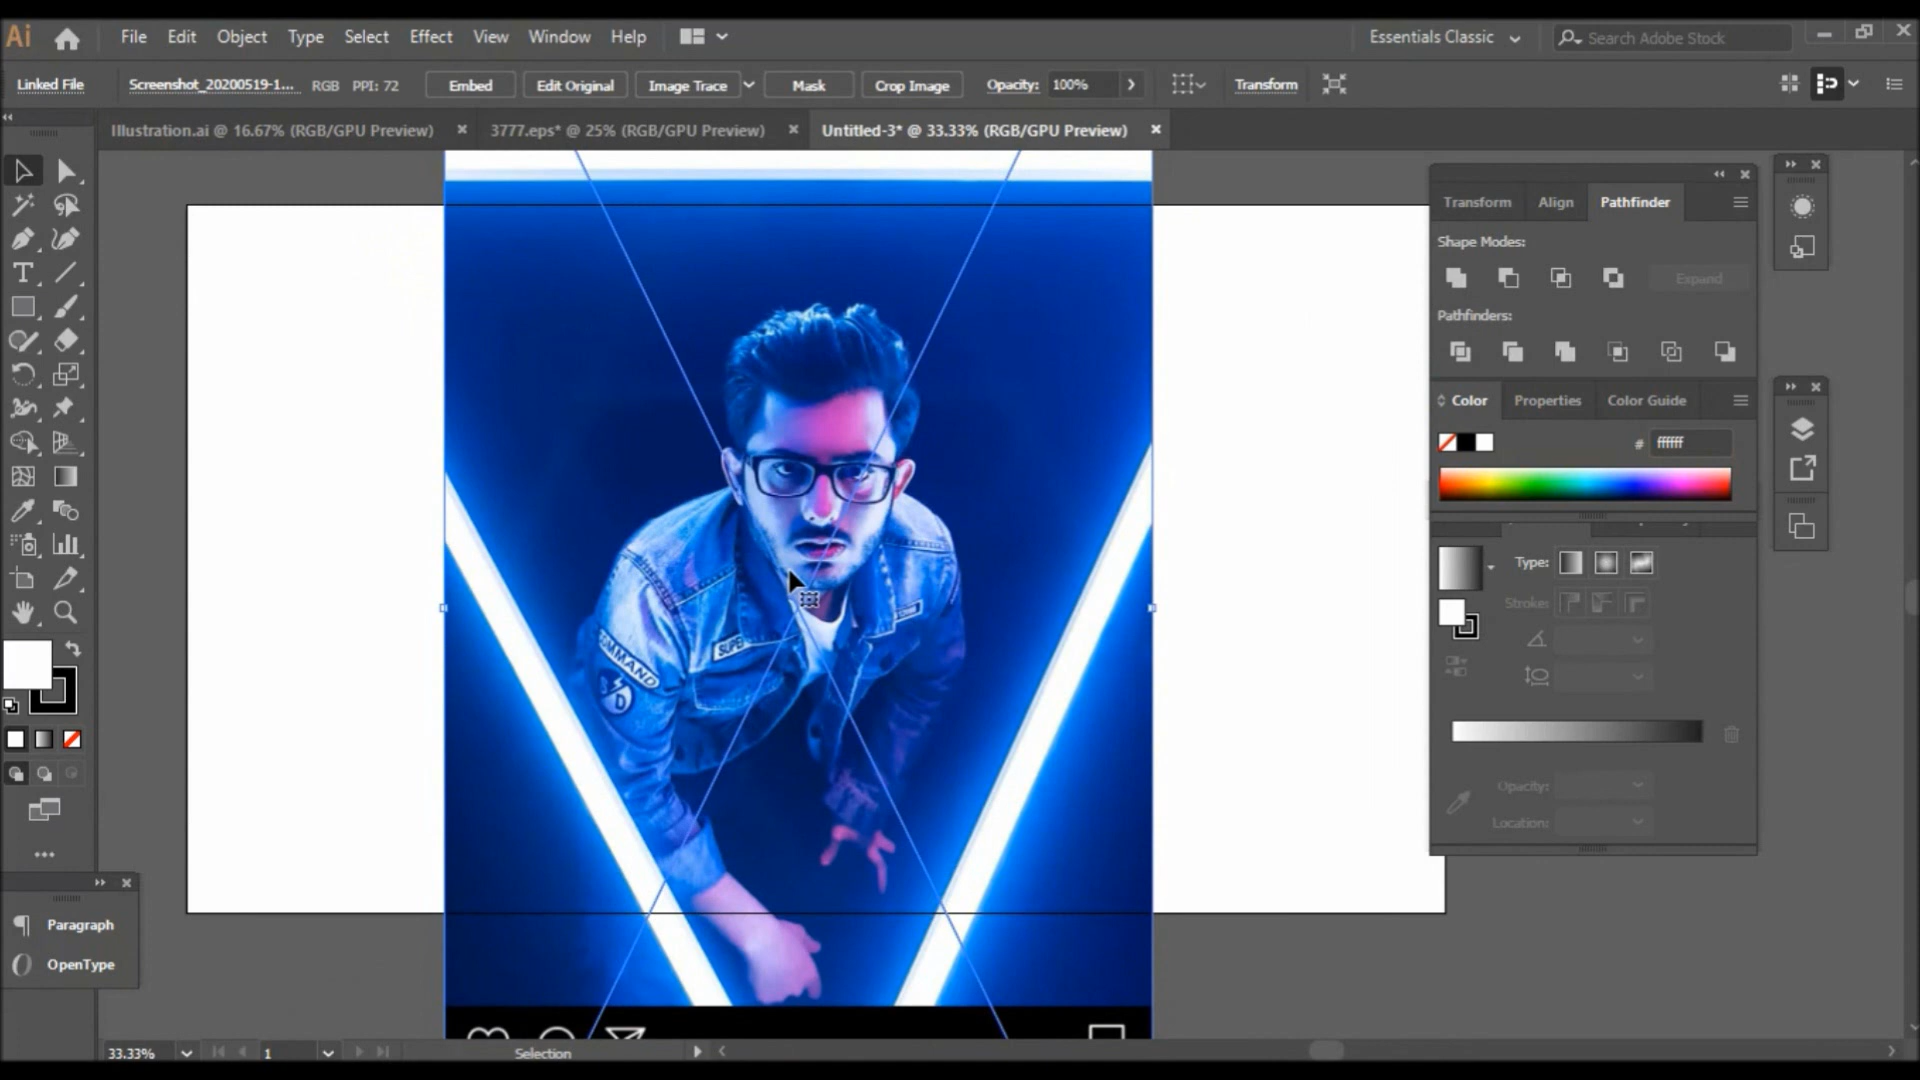 Ai File Edit Object Type Select Effect View Window Help Essentials Classic Search Adobe Stock
Linked File Screenshot_20200519-1... RGB PPI: 72 Embed Edit Original Image Trace Mask Crop Image Opacity: 100% Transform
Illustration.ai @ 16.67% (RGB/GPU Preview) 3777.eps* @ 25% (RGB/GPU Preview) Untitled-3* @ 33.33% (RGB/GPU Preview)
Transform Align Pathfinder
Shape Modes:
Expand
Pathfinders:
Color Properties Color Guide
# ffffff
Type:
Stroke:
Opacity:
Location:
SUPE
COMMAND
D
Paragraph
OpenType
33.33% 1 Selection